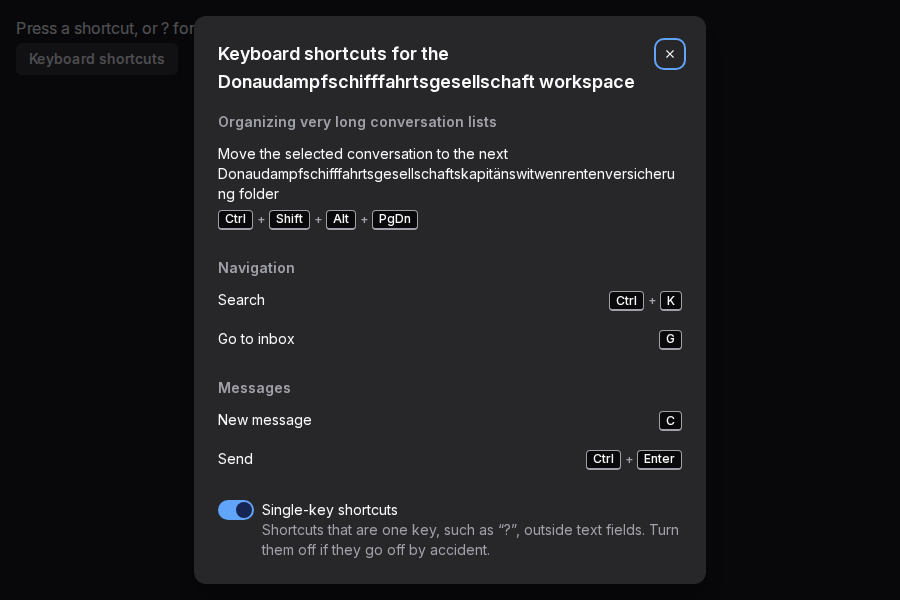 Press a shortcut, or ? for
Keyboard shortcuts
Keyboard shortcuts for the
Donaudampfschifffahrtsgesellschaft workspace
Organizing very long conversation lists
Move the selected conversation to the next
Donaudampfschifffahrtsgesellschaftskapitänswitwenrentenversicheru
ng folder
Ctrl + Shift + Alt + PgDn
Navigation
Search Ctrl + K
Go to inbox G
Messages
New message C
Send Ctrl + Enter
Single-key shortcuts
Shortcuts that are one key, such as “?”, outside text fields. Turn
them off if they go off by accident.